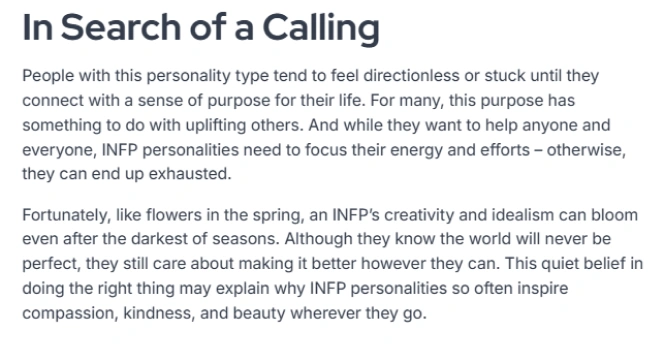 In Search of a Calling
People with this personality type tend to feel directionless or stuck until they
connect with a sense of purpose for their life. For many, this purpose has
something to do with uplifting others. And while they want to help anyone and
everyone, INFP personalities need to focus their energy and efforts – otherwise,
they can end up exhausted.
Fortunately, like flowers in the spring, an INFP’s creativity and idealism can bloom
even after the darkest of seasons. Although they know the world will never be
perfect, they still care about making it better however they can. This quiet belief in
doing the right thing may explain why INFP personalities so often inspire
compassion, kindness, and beauty wherever they go.